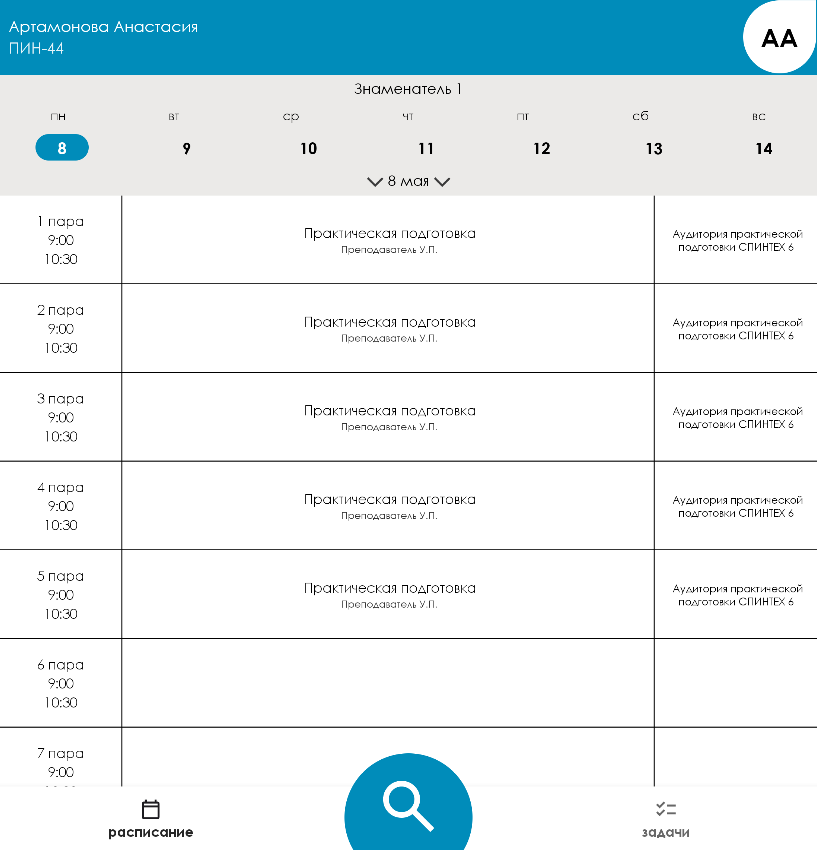 Артамонова Анастасия
ПИН-44
АА
Знаменатель 1
пн вт ср чт пт сб вс
8 9 10 11 12 13 14
8 мая
1 пара
9:00
10:30
Практическая подготовка
Преподаватель У.П.
Аудитория практической
подготовки СПИНТЕХ 6
2 пара
9:00
10:30
Практическая подготовка
Преподаватель У.П.
Аудитория практической
подготовки СПИНТЕХ 6
3 пара
9:00
10:30
Практическая подготовка
Преподаватель У.П.
Аудитория практической
подготовки СПИНТЕХ 6
4 пара
9:00
10:30
Практическая подготовка
Преподаватель У.П.
Аудитория практической
подготовки СПИНТЕХ 6
5 пара
9:00
10:30
Практическая подготовка
Преподаватель У.П.
Аудитория практической
подготовки СПИНТЕХ 6
6 пара
9:00
10:30
7 пара
9:00
расписание
задачи